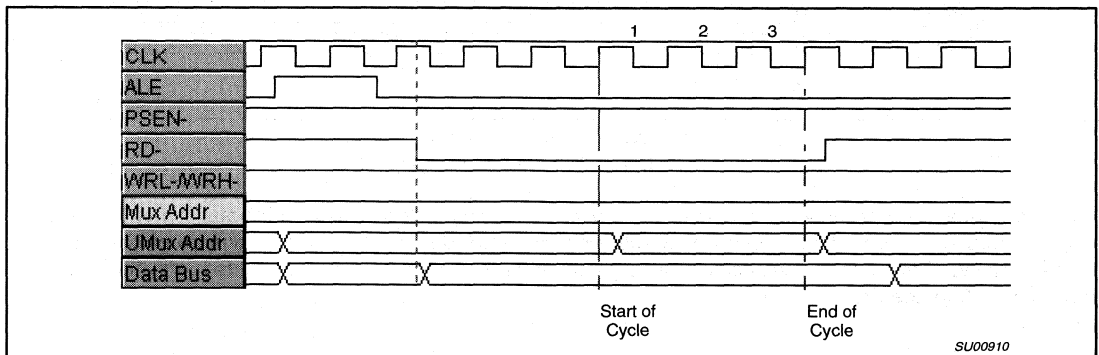 1 2 3
CLK
ALE
PSEN-
RD-
WRL-/WRH-
Mux Addr
UMux Addr
Data Bus
Start of
Cycle
End of
Cycle
SU00910